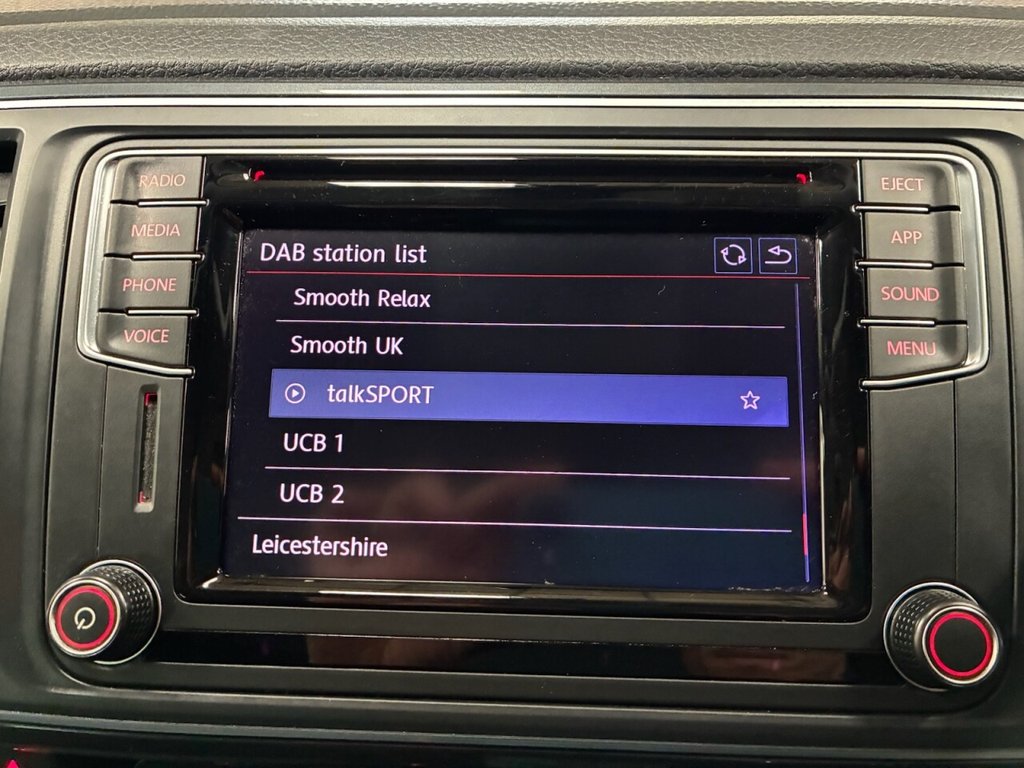 RADIO
MEDIA
PHONE
VOICE
DAB station list
Smooth Relax
Smooth UK
talkSPORT
UCB 1
UCB 2
Leicestershire
EJECT
APP
SOUND
MENU